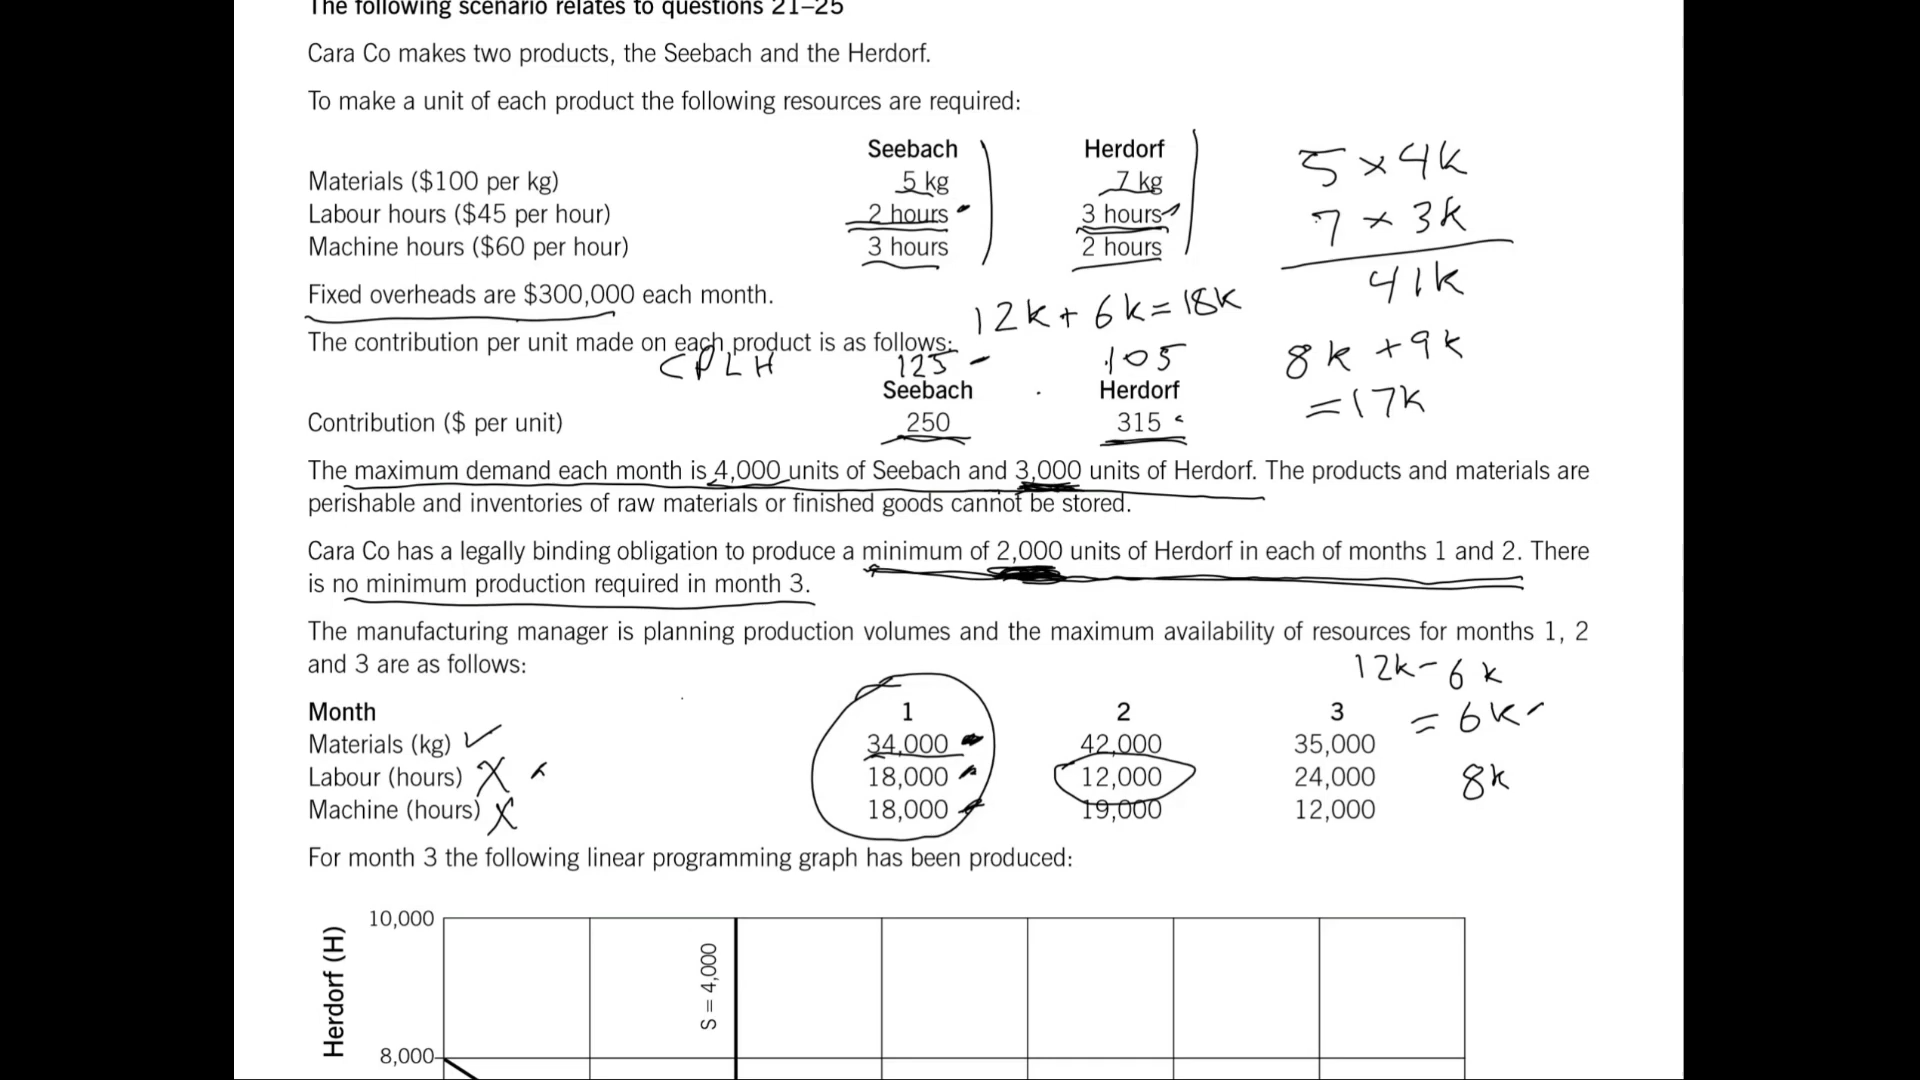 The following scenario relates to questions 21–25
Cara Co makes two products, the Seebach and the Herdorf.
To make a unit of each product the following resources are required:
Seebach Herdorf
Materials ($100 per kg) 5 kg 7 kg
Labour hours ($45 per hour) 2 hours 3 hours
Machine hours ($60 per hour) 3 hours 2 hours
5 × 4k
7 × 3k
41k
Fixed overheads are $300,000 each month.
12k + 6k = 18k
The contribution per unit made on each product is as follows:
CPLH 125 105
8k + 9k
= 17k
Seebach Herdorf
Contribution ($ per unit) 250 315
The maximum demand each month is 4,000 units of Seebach and 3,000 units of Herdorf. The products and materials are
perishable and inventories of raw materials or finished goods cannot be stored.
Cara Co has a legally binding obligation to produce a minimum of 2,000 units of Herdorf in each of months 1 and 2. There
is no minimum production required in month 3.
The manufacturing manager is planning production volumes and the maximum availability of resources for months 1, 2
and 3 are as follows:
12k – 6k
= 6k
8k
Month 1 2 3
Materials (kg) 34,000 42,000 35,000
Labour (hours) 18,000 12,000 24,000
Machine (hours) 18,000 19,000 12,000
For month 3 the following linear programming graph has been produced:
Herdorf (H)
10,000
S = 4,000
8,000